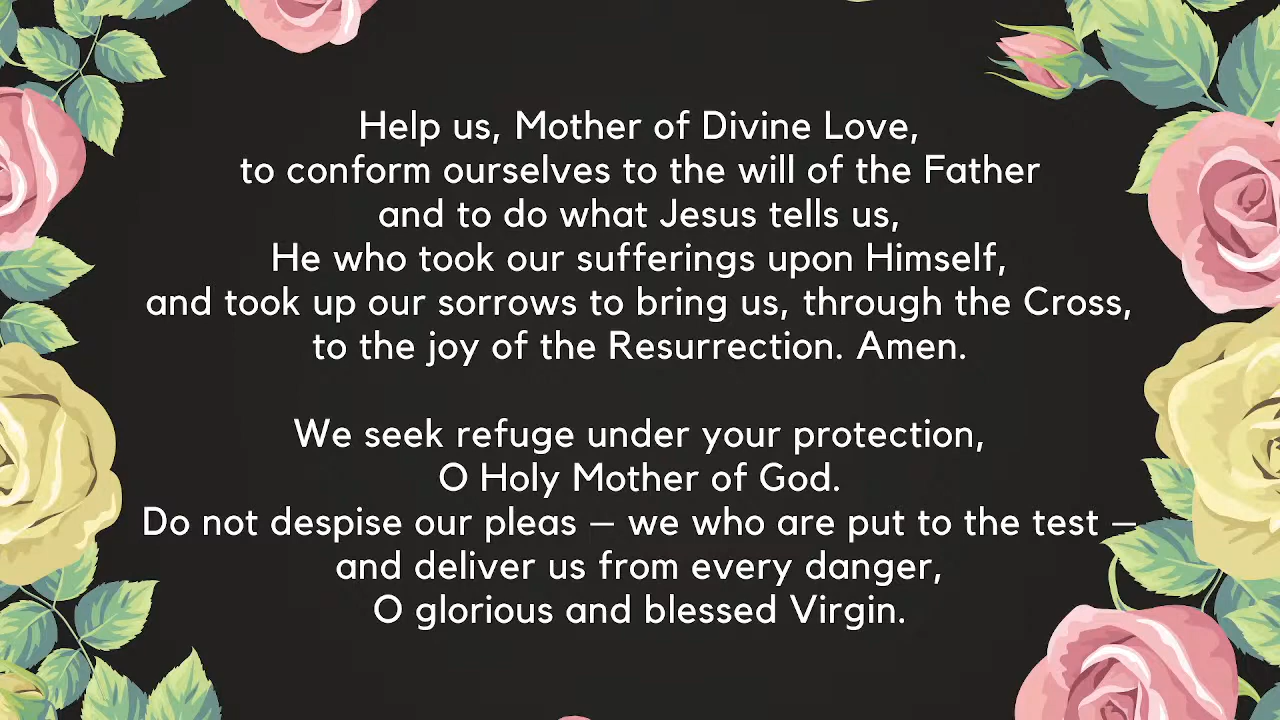 Help us, Mother of Divine Love,
to conform ourselves to the will of the Father
and to do what Jesus tells us,
He who took our sufferings upon Himself,
and took up our sorrows to bring us, through the Cross,
to the joy of the Resurrection. Amen.
We seek refuge under your protection,
O Holy Mother of God.
Do not despise our pleas – we who are put to the test –
and deliver us from every danger,
O glorious and blessed Virgin.